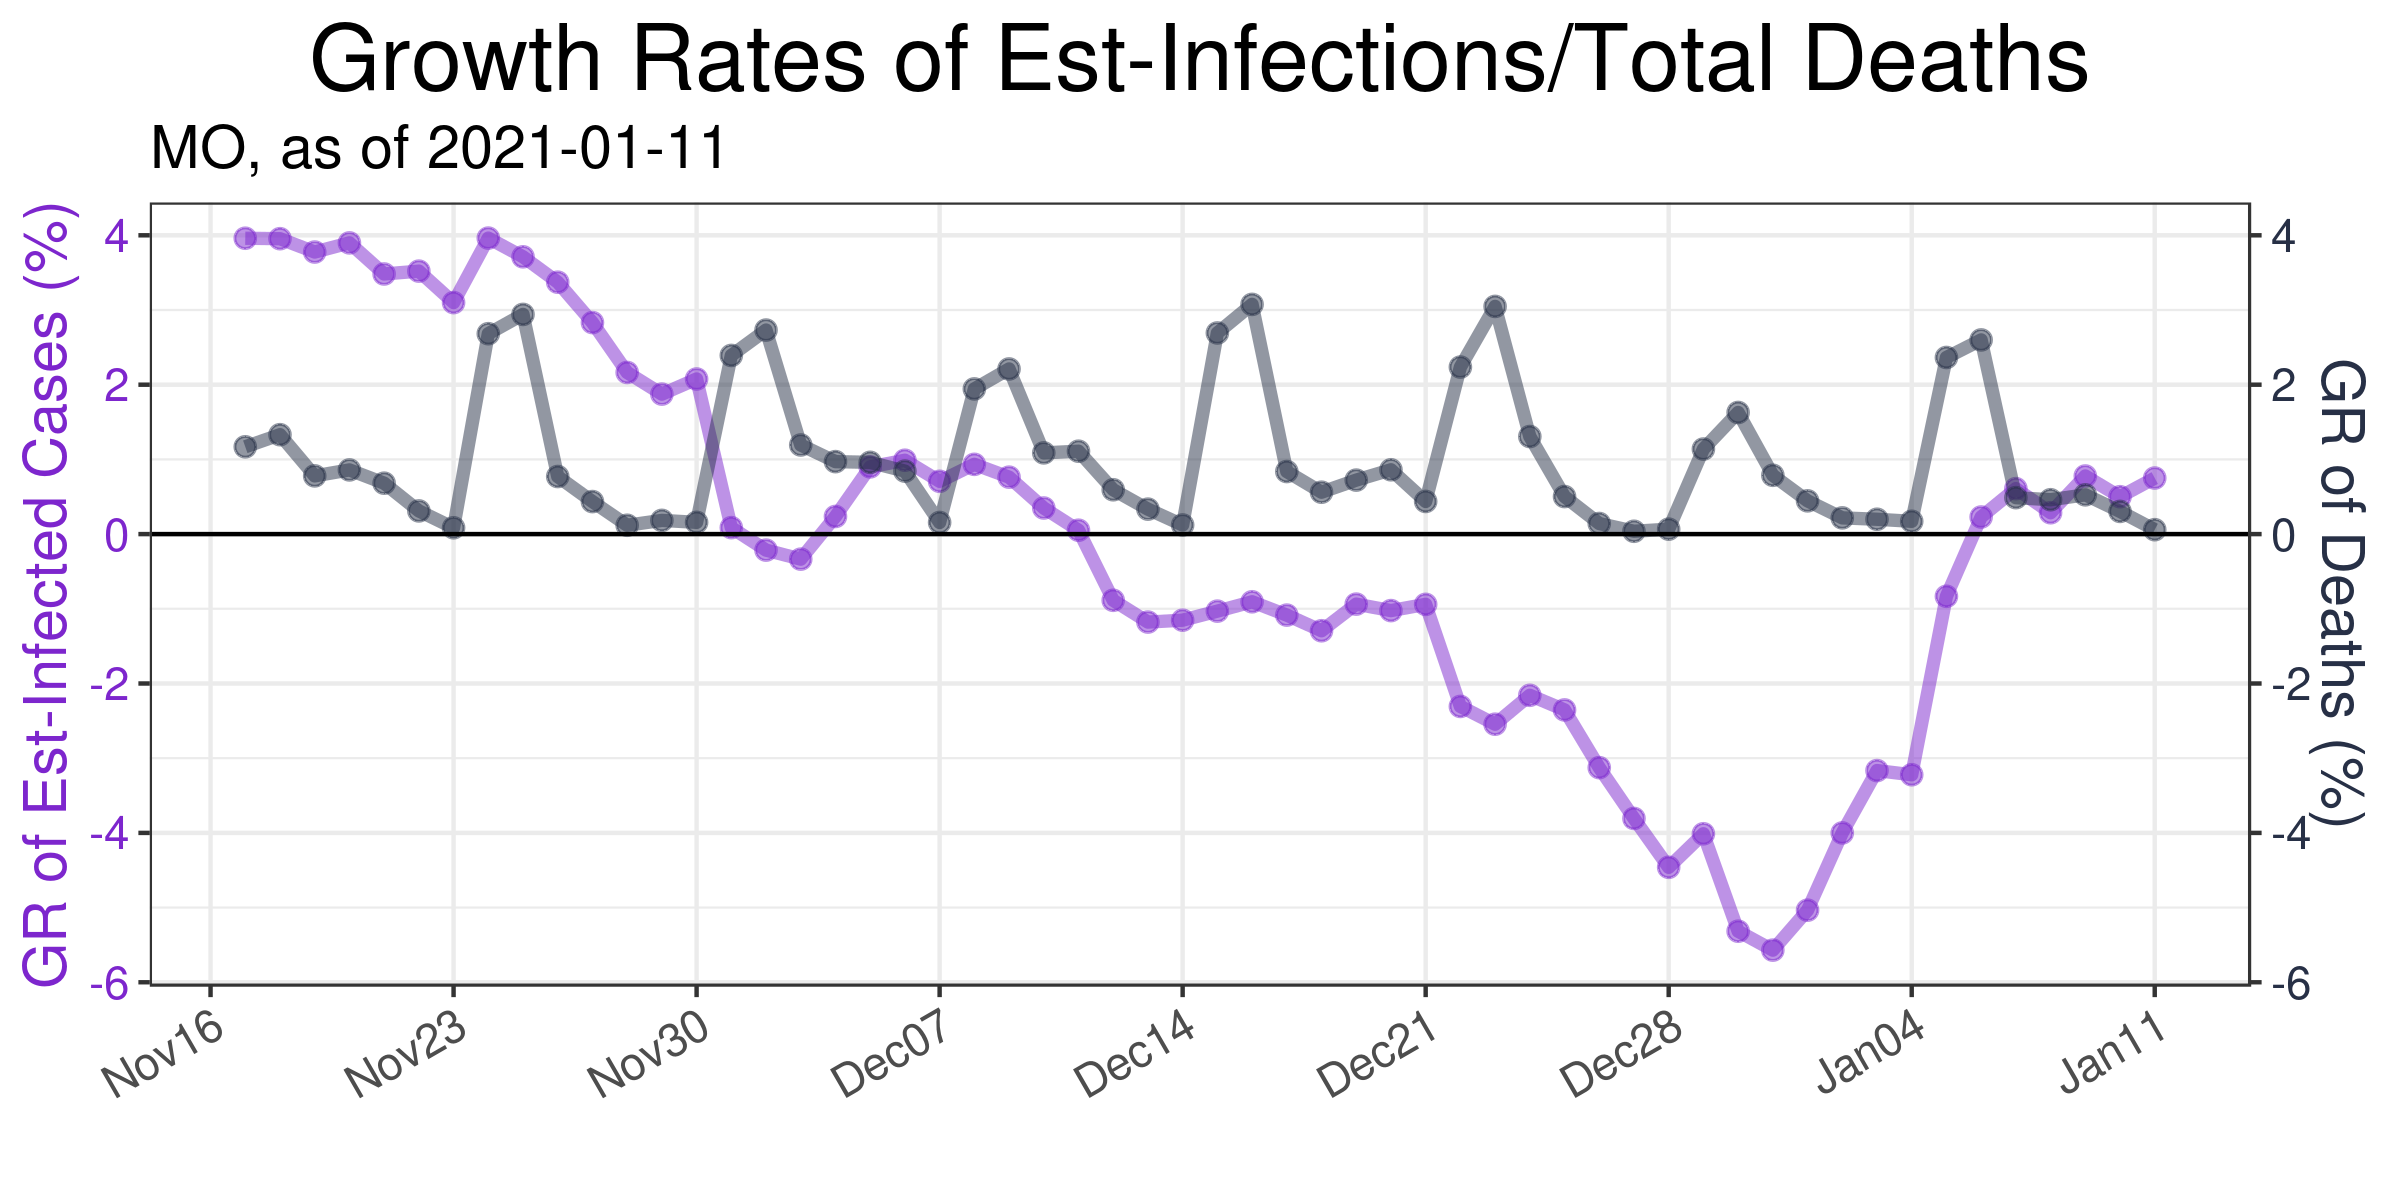 Growth Rates of Est-Infections/Total Deaths
MO, as of 2021-01-11
GR of Est-Infected Cases (%)
4
2
0
-2
-4
-6
4
2
0
-2
-4
-6
GR of Deaths (%)
Nov16
Nov23
Nov30
Dec07
Dec14
Dec21
Dec28
Jan04
Jan11